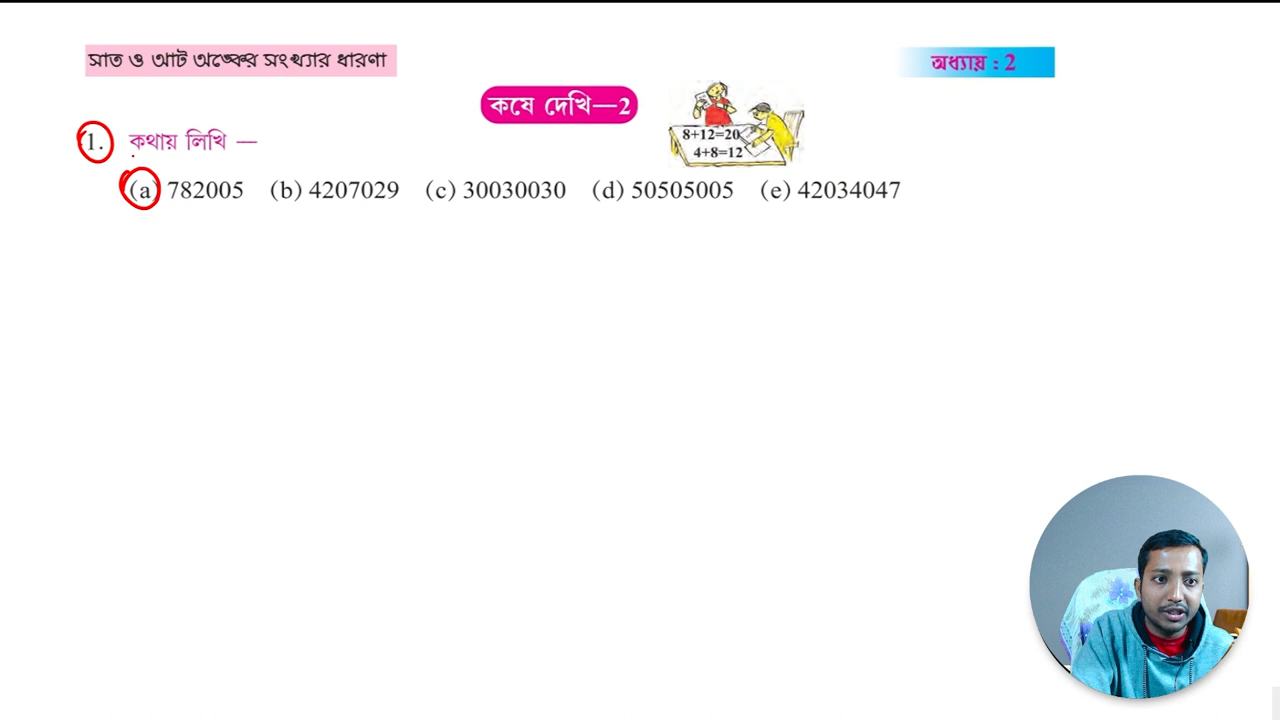 সাত ও আট অঙ্কের সংখ্যার ধারণা
অধ্যায় : 2
কষে দেখি—2
8+12=20
4+8=12
1. কথায় লিখি —
(a) 782005 (b) 4207029 (c) 30030030 (d) 50505005 (e) 42034047